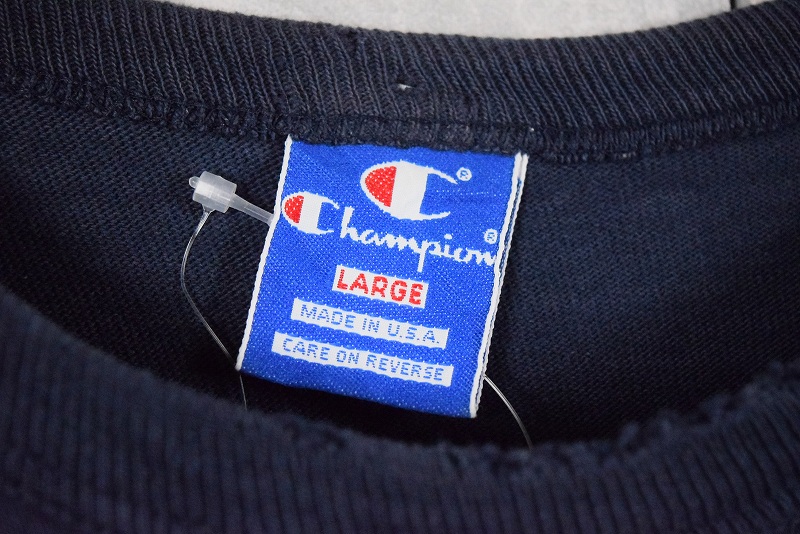 ®
Champion®
LARGE
MADE IN U.S.A.
CARE ON REVERSE